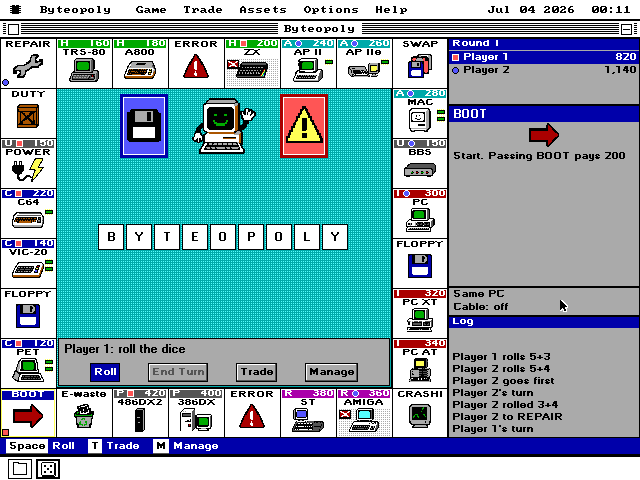 Byteopoly Game Trade Assets Options Help Jul 04 2026 00:11
Byteopoly
REPAIR
H 160
TRS-80
H 180
A800
ERROR
H 200
ZX
A 240
AP II
A 260
AP IIe
SWAP
Round 1
Player 1 820
Player 2 1,140
DUTY
A 280
MAC
BOOT
Start. Passing BOOT pays 200
U 150
POWER
U 150
BBS
C 220
C64
I 300
PC
BYTEOPOLY
C 140
VIC-20
FLOPPY
FLOPPY
I 320
PC XT
Same PC
Cable: off
Log
Player 1 rolls 5+3
Player 2 rolls 5+4
Player 2 goes first
Player 2's turn
Player 2 rolled 3+4
Player 2 to REPAIR
Player 1's turn
C 120
PET
Player 1: roll the dice
Roll End Turn Trade Manage
I 340
PC AT
BOOT
E-waste
P 420
486DX2
P 400
386DX
ERROR
R 380
ST
R 360
AMIGA
CRASH!
Space Roll T Trade M Manage